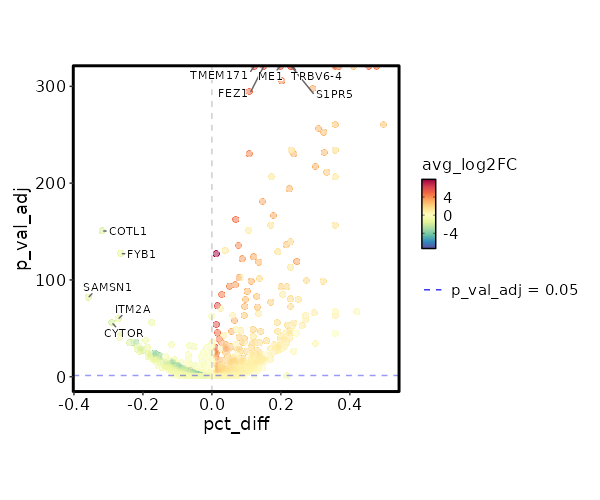 TMEM171 ME1 TRBV6-4
FEZ1 S1PR5
COTL1
FYB1
SAMSN1
ITM2A
CYTOR
300
200
100
0
p_val_adj
-0.4 -0.2 0.0 0.2 0.4
pct_diff
avg_log2FC
4
0
-4
p_val_adj = 0.05